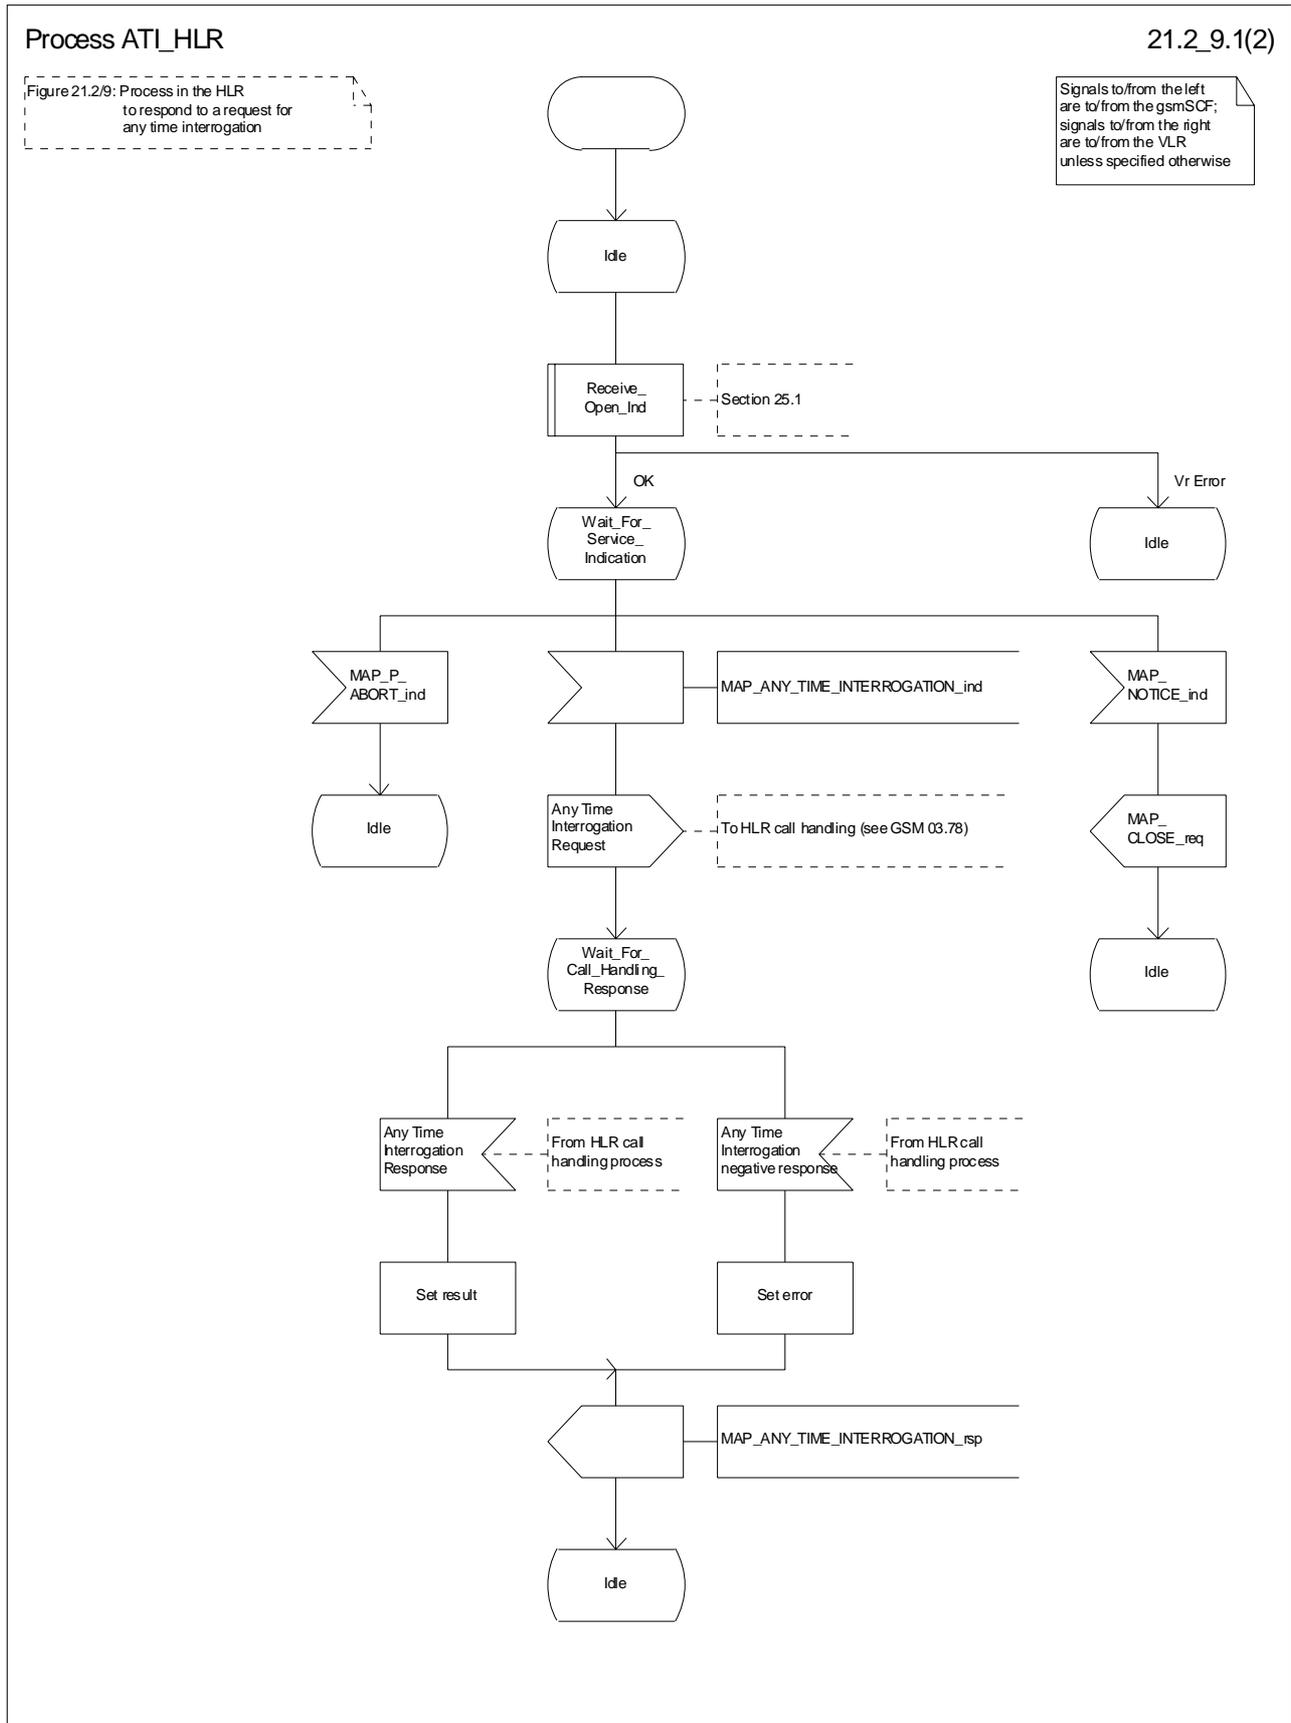 Process ATI_HLR
21.2_9.1(2)
Figure 21.2/9: Process in the HLR
to respond to a request for
any time interrogation
Signals to/from the left
are to/from the gsmSCF;
signals to/from the right
are to/from the VLR
unless specified otherwise
Idle
Receive_
Open_Ind
Section 25.1
OK
Vr Error
Wait_For_
Service_
Indication
Idle
MAP_P_
ABORT_ind
MAP_ANY_TIME_INTERROGATION_ind
MAP_
NOTICE_ind
Idle
Any Time
Interrogation
Request
To HLR call handling (see GSM 03.78)
MAP_
CLOSE_req
Wait_For_
Call_Handling_
Response
Idle
Any Time
Interrogation
Response
From HLR call
handling process
Any Time
Interrogation
negative response
From HLR call
handling process
Set result
Set error
MAP_ANY_TIME_INTERROGATION_rsp
Idle